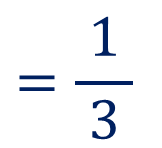 = 1/3